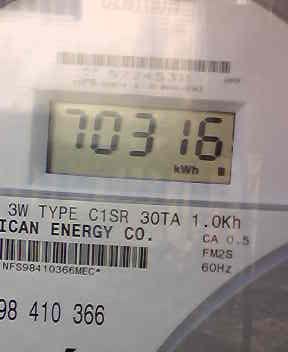 70316
kWh
3W TYPE C1SR 30TA 1.0Kh
ICAN ENERGY CO.
CA 0.5
FM2S
NFS98410366MEC*
60HZ
98 410 366